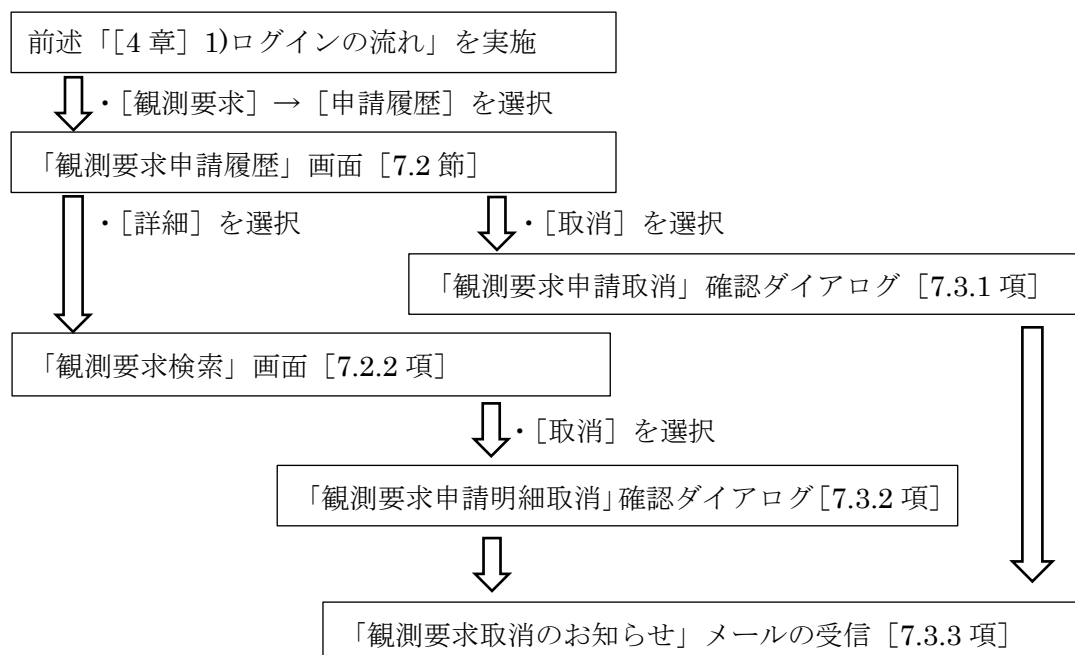 前述「[4 章] 1)ログインの流れ」を実施
・[観測要求] → [申請履歴] を選択
「観測要求申請履歴」画面 [7.2 節]
・[詳細] を選択
・[取消] を選択
「観測要求申請取消」確認ダイアログ [7.3.1 項]
「観測要求検索」画面 [7.2.2 項]
・[取消] を選択
「観測要求申請明細取消」確認ダイアログ[7.3.2 項]
「観測要求取消のお知らせ」メールの受信 [7.3.3 項]